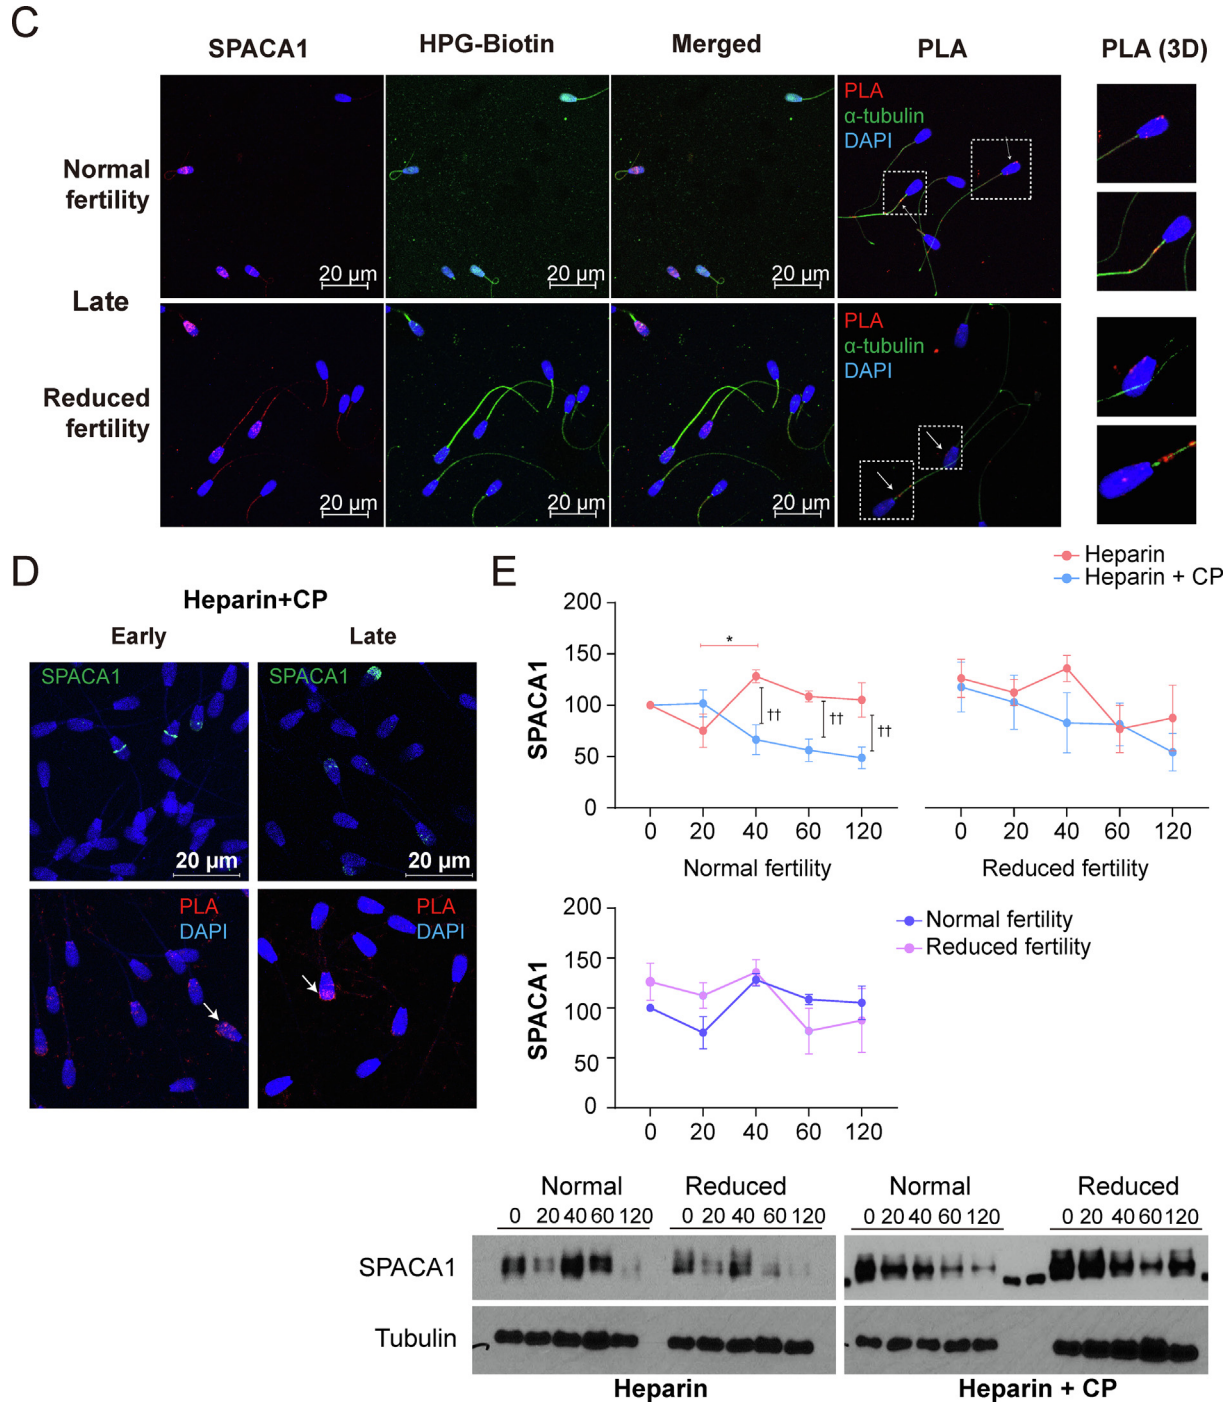 C
SPACA1 HPG-Biotin Merged PLA PLA (3D)
Normal
fertility
PLA
α-tubulin
DAPI
20 µm 20 µm 20 µm
Late
Reduced
fertility
PLA
α-tubulin
DAPI
20 µm 20 µm 20 µm
D
Heparin+CP
Early Late
SPACA1 SPACA1
20 µm 20 µm
PLA
DAPI
PLA
DAPI
E
Heparin
Heparin + CP
SPACA1
200
150
100
50
0
*
††
††
††
0 20 40 60 120
Normal fertility
0 20 40 60 120
Reduced fertility
SPACA1
200
150
100
50
0
Normal fertility
Reduced fertility
0 20 40 60 120
Normal Reduced Normal Reduced
0 20 40 60 120 0 20 40 60 120 0 20 40 60 120 0 20 40 60 120
SPACA1
Tubulin
Heparin Heparin + CP